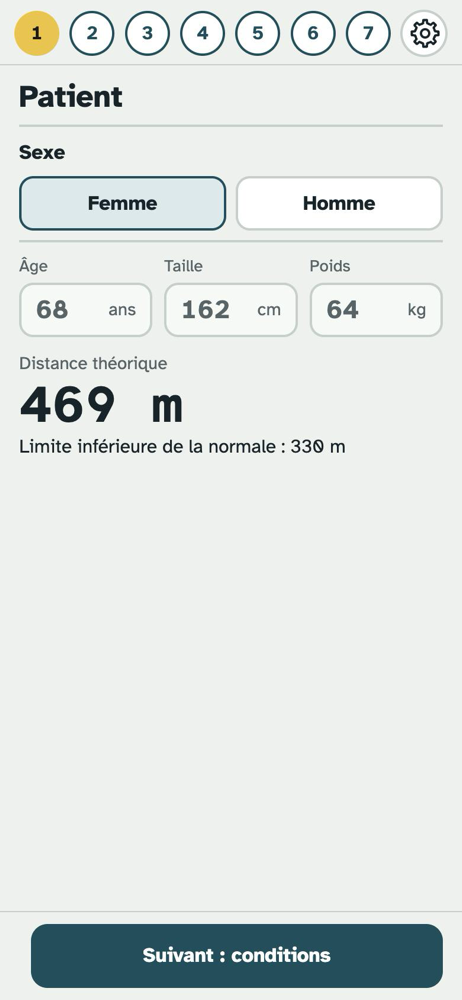 1 2 3 4 5 6 7
Patient
Sexe
Femme Homme
Âge Taille Poids
68 ans 162 cm 64 kg
Distance théorique
469 m
Limite inférieure de la normale : 330 m
Suivant : conditions